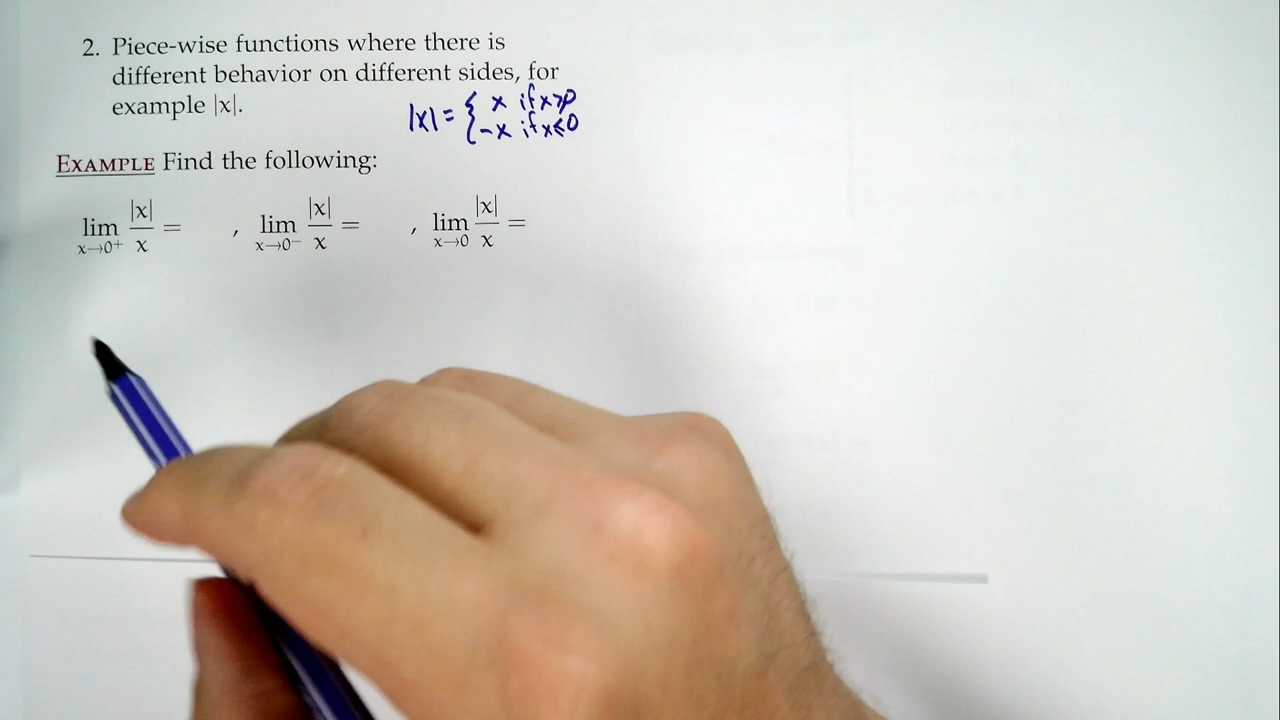 2. Piece-wise functions where there is
different behavior on different sides, for
example |x|.
|x| = { x if x>0
-x if x≤0
EXAMPLE Find the following:
lim x→0⁺ |x|/x = , lim x→0⁻ |x|/x = , lim x→0 |x|/x =